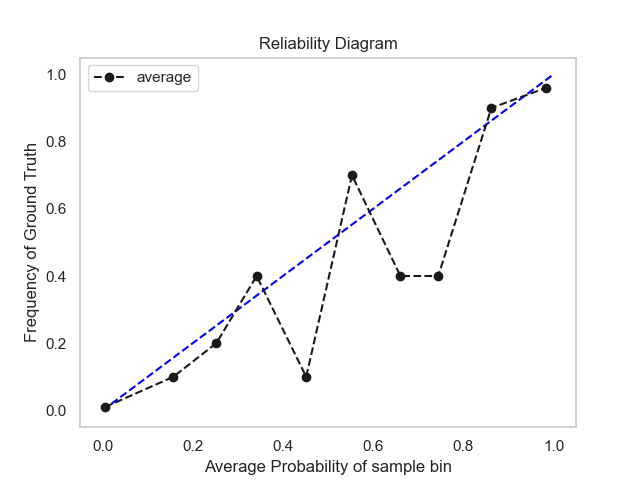 Reliability Diagram
average
Frequency of Ground Truth
1.0
0.8
0.6
0.4
0.2
0.0
0.0 0.2 0.4 0.6 0.8 1.0
Average Probability of sample bin